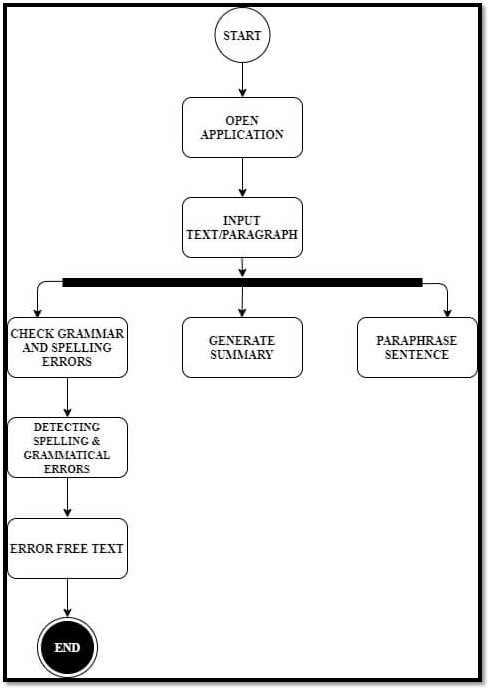 START
OPEN
APPLICATION
INPUT
TEXT/PARAGRAPH
CHECK GRAMMAR
AND SPELLING
ERRORS
GENERATE
SUMMARY
PARAPHRASE
SENTENCE
DETECTING
SPELLING &
GRAMMATICAL
ERRORS
ERROR FREE TEXT
END